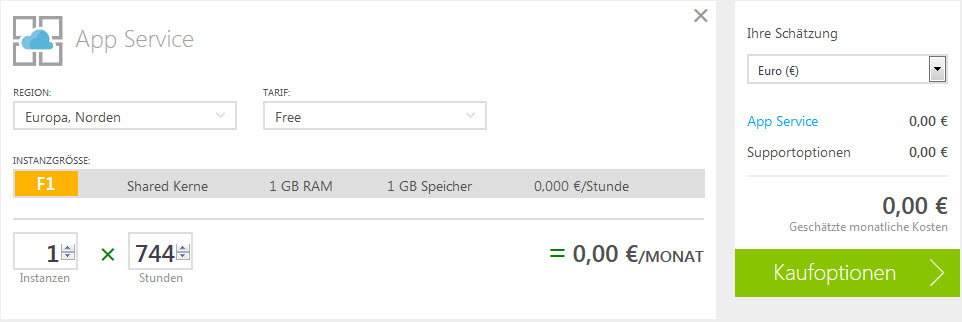 App Service
REGION:
TARIF:
Europa, Norden
Free
INSTANZGRÖSSE:
F1 Shared Kerne 1 GB RAM 1 GB Speicher 0,000 €/Stunde
1 × 744 = 0,00 €/MONAT
Instanzen Stunden
Ihre Schätzung
Euro (€)
App Service 0,00 €
Supportoptionen 0,00 €
0,00 €
Geschätzte monatliche Kosten
Kaufoptionen